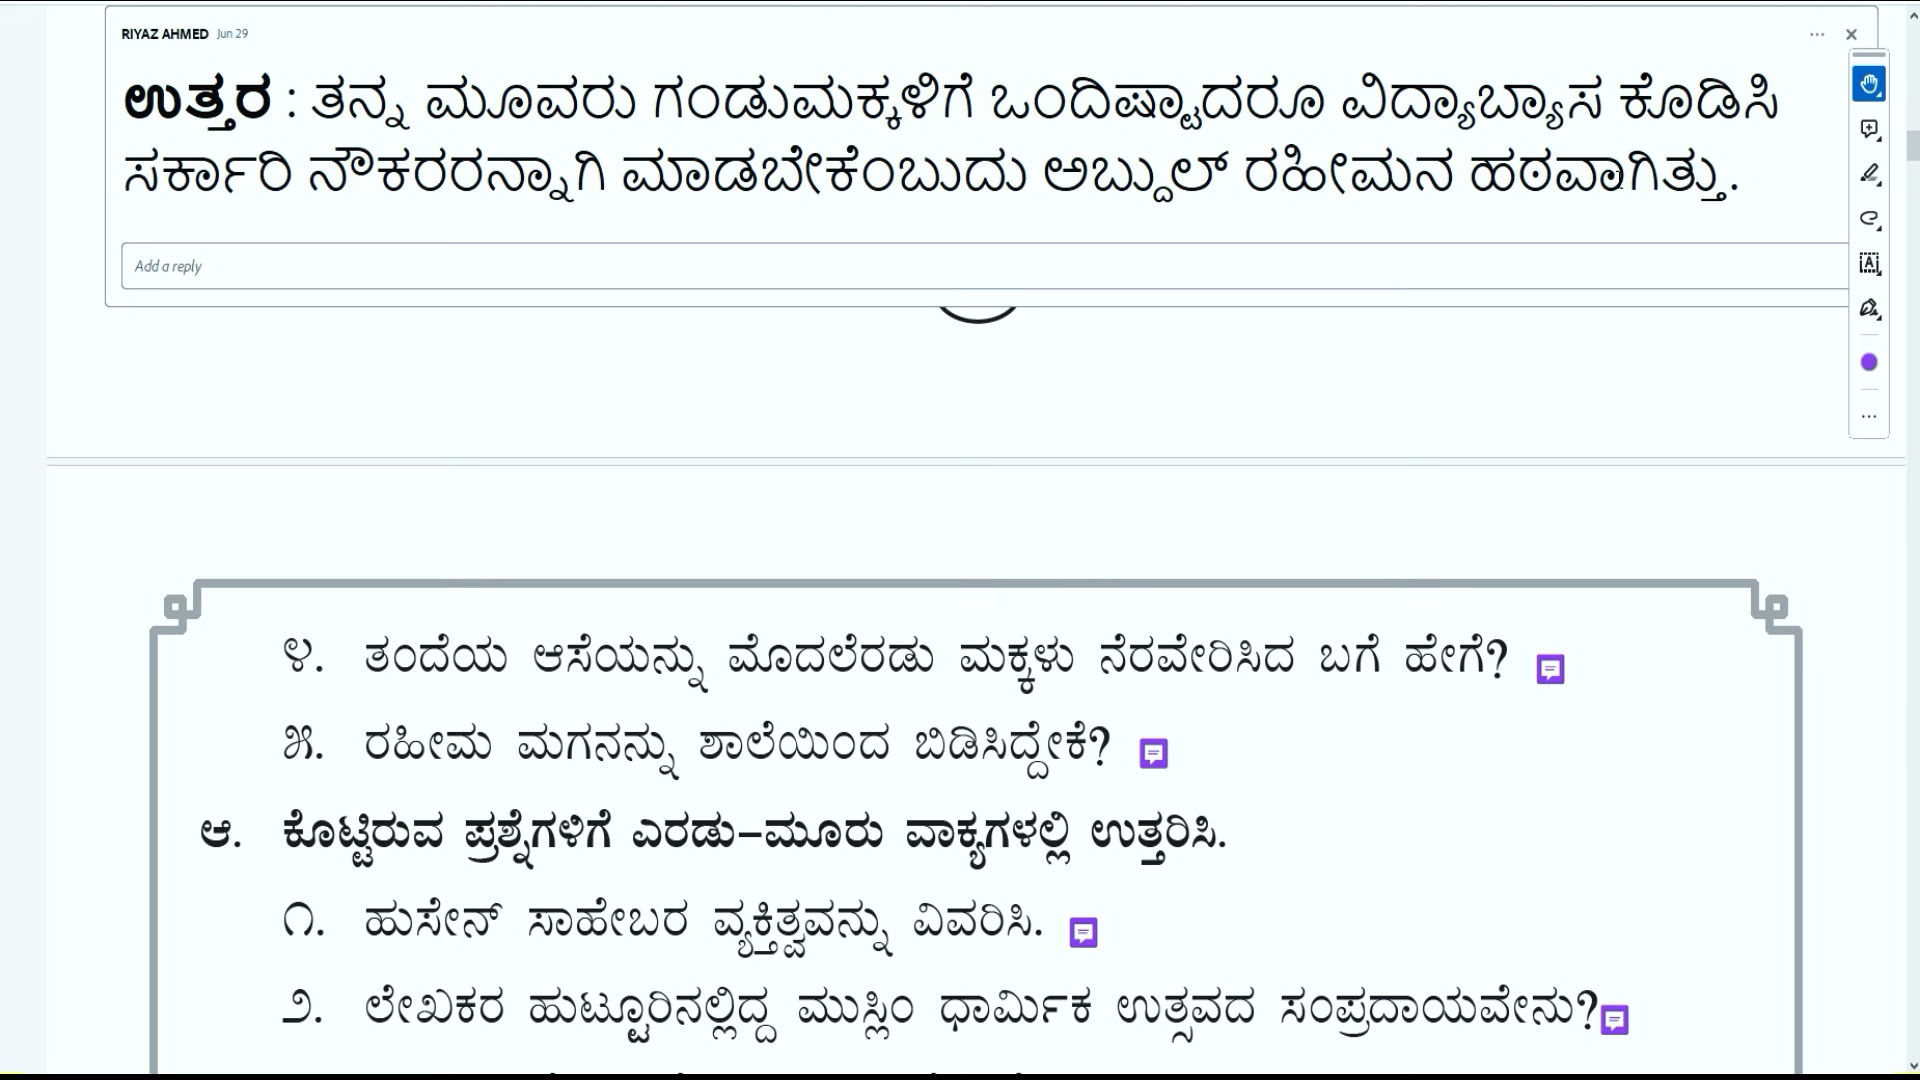 RIYAZ AHMED Jun 29
ಉತ್ತರ : ತನ್ನ ಮೂವರು ಗಂಡುಮಕ್ಕಳಿಗೆ ಒಂದಿಷ್ಟಾದರೂ ವಿದ್ಯಾಬ್ಯಾಸ ಕೊಡಿಸಿ
ಸರ್ಕಾರಿ ನೌಕರರನ್ನಾಗಿ ಮಾಡಬೇಕೆಂಬುದು ಅಬ್ದುಲ್ ರಹೀಮನ ಹಠವಾಗಿತ್ತು.
Add a reply
೪. ತಂದೆಯ ಆಸೆಯನ್ನು ಮೊದಲೆರಡು ಮಕ್ಕಳು ನೆರವೇರಿಸಿದ ಬಗೆ ಹೇಗೆ?
೫. ರಹೀಮ ಮಗನನ್ನು ಶಾಲೆಯಿಂದ ಬಿಡಿಸಿದ್ದೇಕೆ?
ಆ. ಕೊಟ್ಟಿರುವ ಪ್ರಶ್ನೆಗಳಿಗೆ ಎರಡು–ಮೂರು ವಾಕ್ಯಗಳಲ್ಲಿ ಉತ್ತರಿಸಿ.
೧. ಹುಸೇನ್ ಸಾಹೇಬರ ವ್ಯಕ್ತಿತ್ವವನ್ನು ವಿವರಿಸಿ.
೨. ಲೇಖಕರ ಹುಟ್ಟೂರಿನಲ್ಲಿದ್ದ ಮುಸ್ಲಿಂ ಧಾರ್ಮಿಕ ಉತ್ಸವದ ಸಂಪ್ರದಾಯವೇನು?